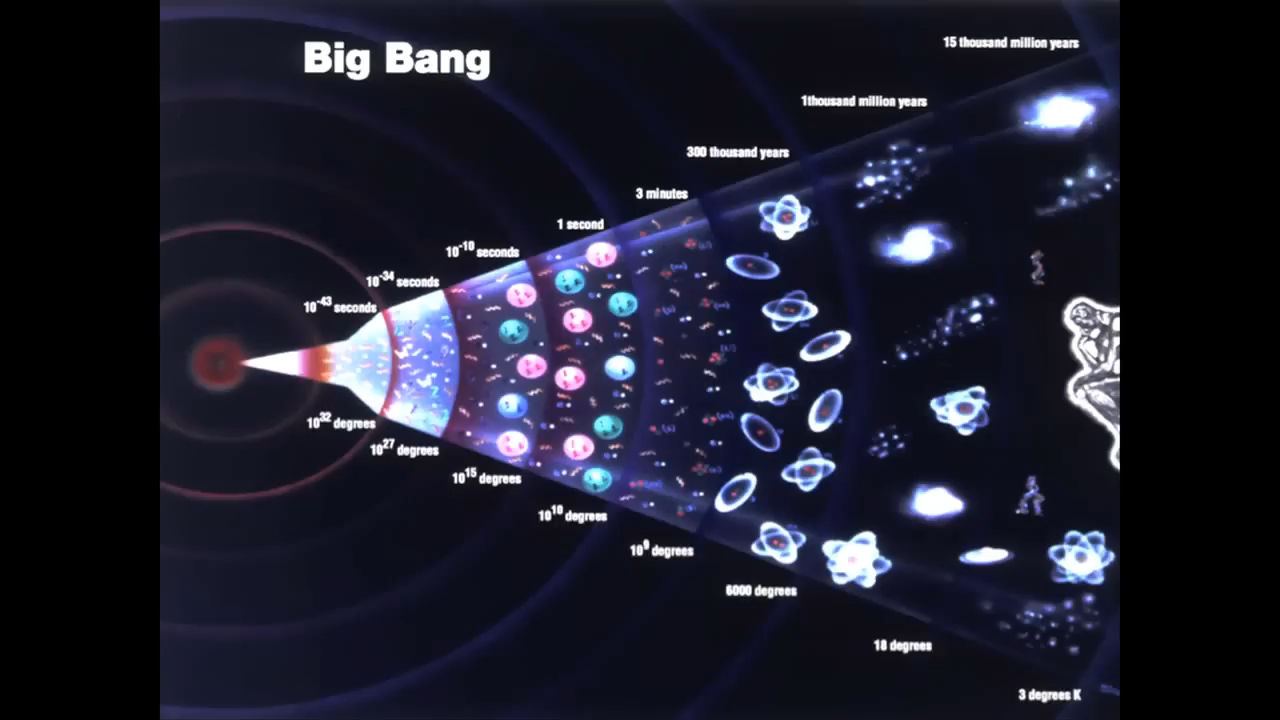 Big Bang
15 thousand million years
1thousand million years
300 thousand years
3 minutes
1 second
10-10 seconds
10-34 seconds
10-43 seconds
1032 degrees
1027 degrees
1015 degrees
1010 degrees
109 degrees
6000 degrees
18 degrees
3 degrees K